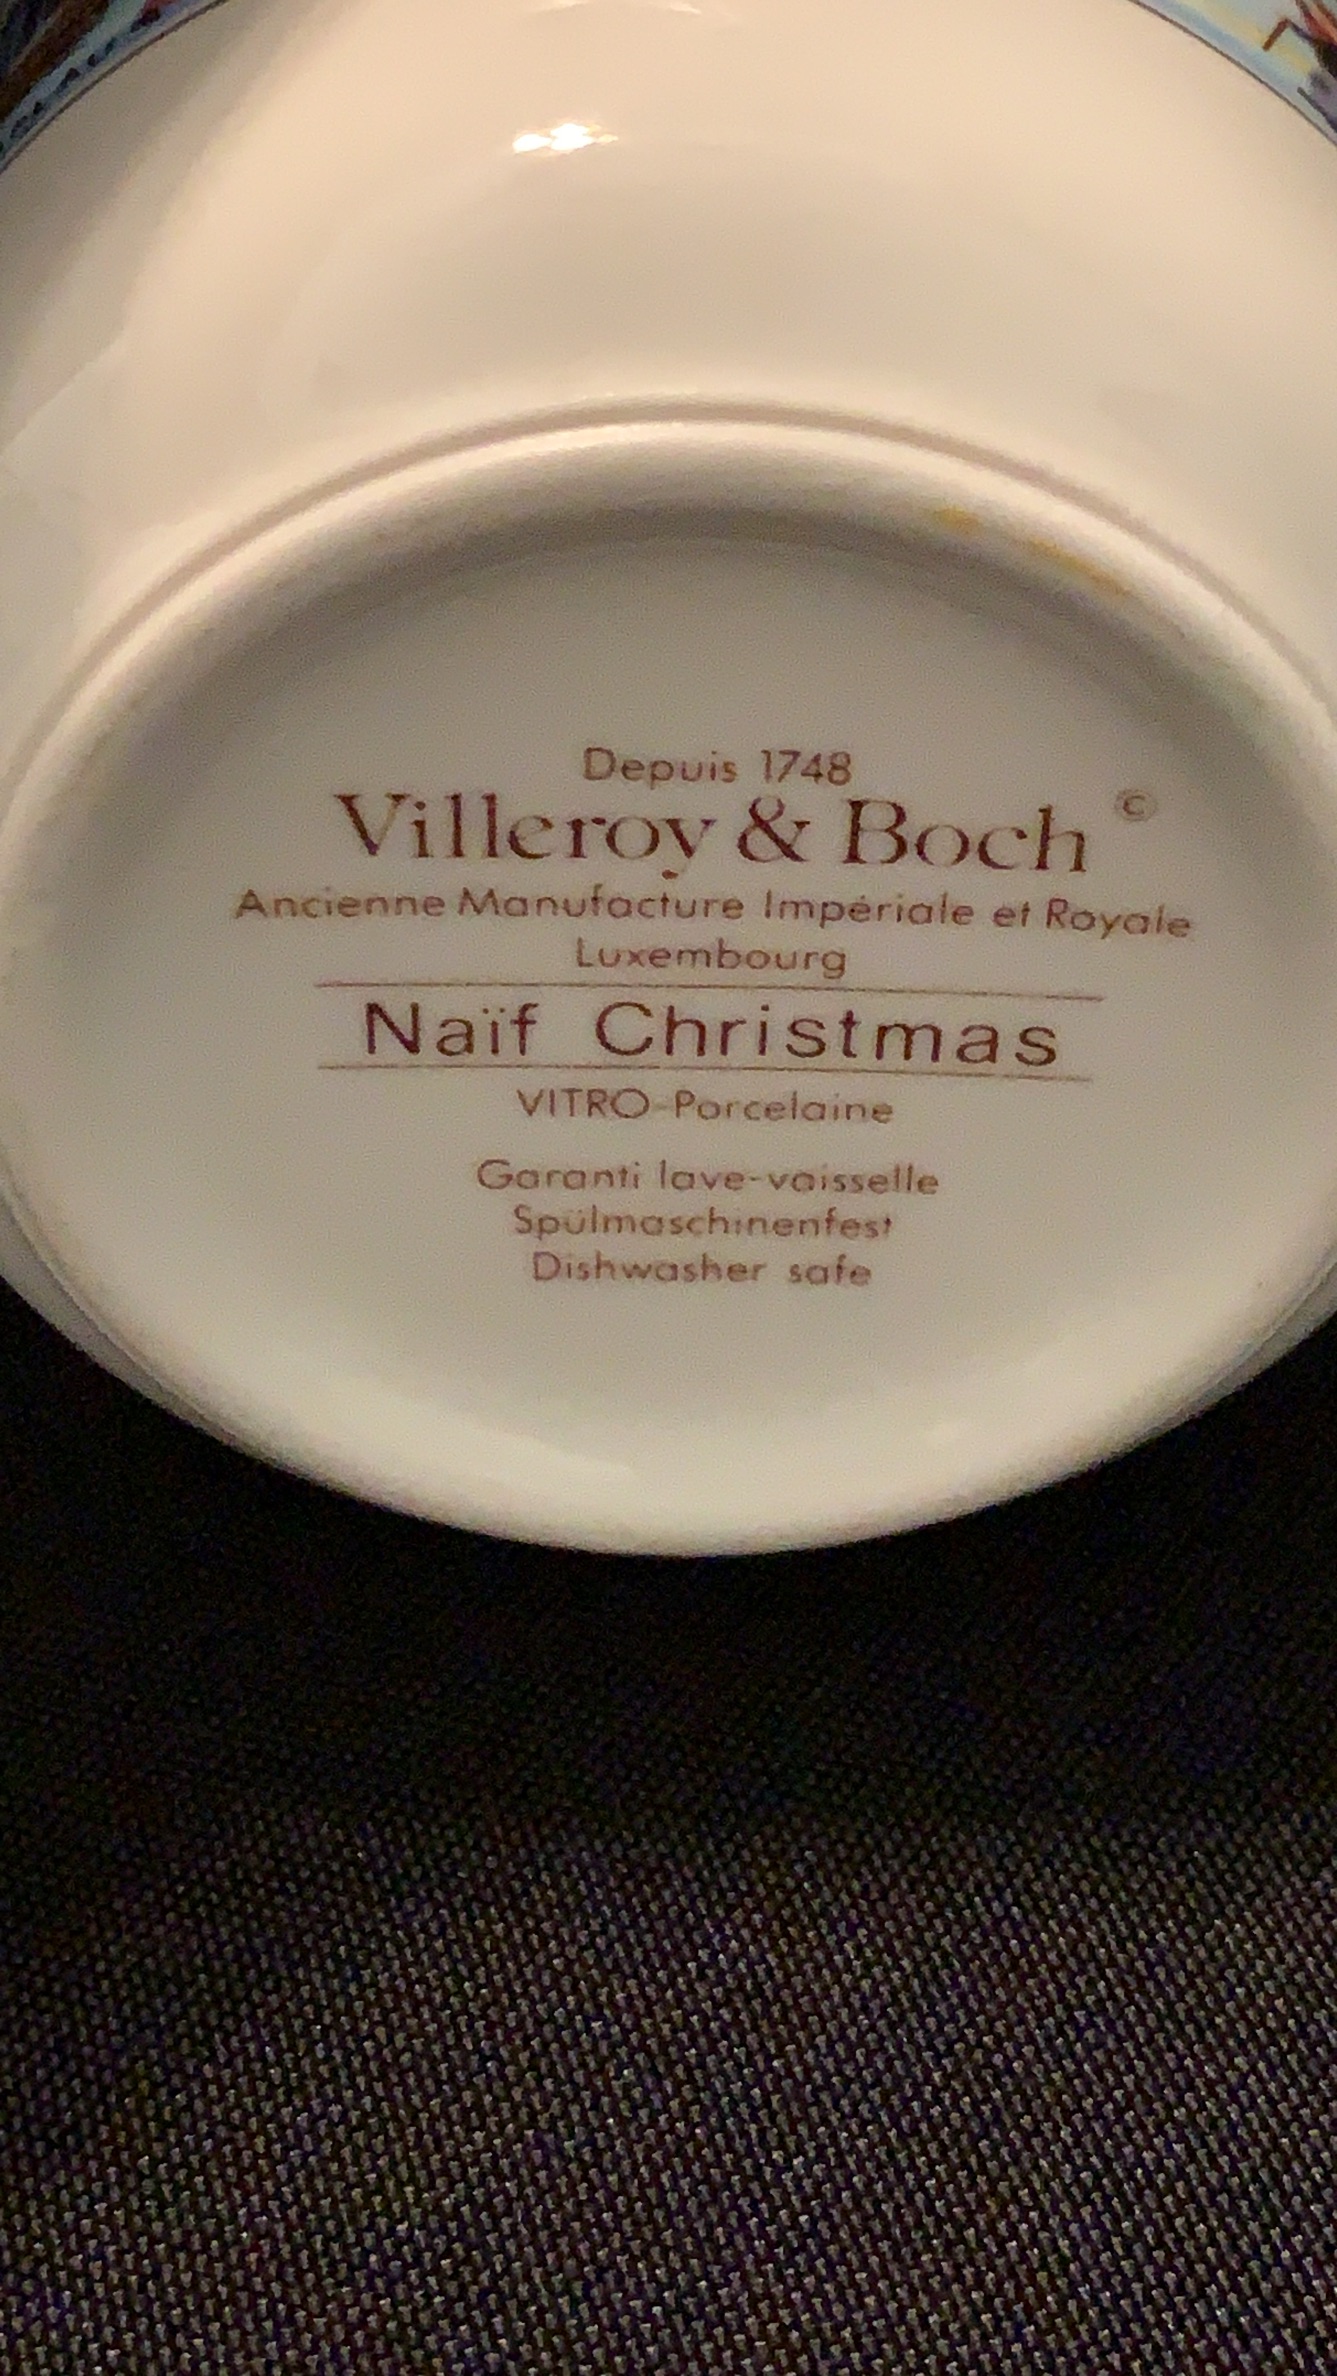 Depuis 1748
Villeroy & Boch ©
Ancienne Manufacture Impériale et Royale
Luxembourg
Naïf Christmas
VITRO-Porcelaine
Garanti lave-vaisselle
Spülmaschinenfest
Dishwasher safe